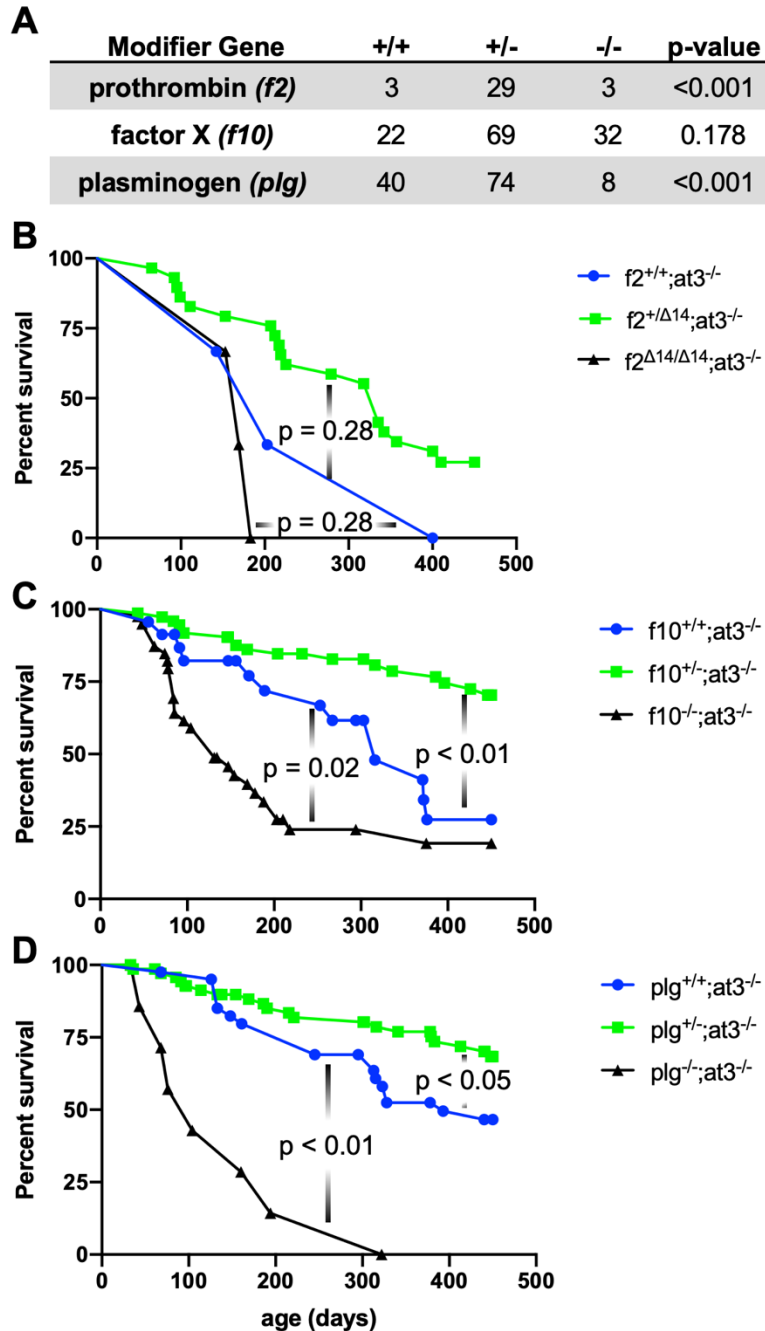 A
Modifier Gene +/+ +/- -/- p-value
prothrombin (f2) 3 29 3 <0.001
factor X (f10) 22 69 32 0.178
plasminogen (plg) 40 74 8 <0.001
B
100
75
50
25
0
Percent survival
0 100 200 300 400 500
p = 0.28
p = 0.28
f2+/+;at3-/-
f2+/Δ14;at3-/-
f2Δ14/Δ14;at3-/-
C
100
75
50
25
0
Percent survival
0 100 200 300 400 500
p = 0.02
p < 0.01
f10+/+;at3-/-
f10+/-;at3-/-
f10-/-;at3-/-
D
100
75
50
25
0
Percent survival
0 100 200 300 400 500
p < 0.05
p < 0.01
age (days)
plg+/+;at3-/-
plg+/-;at3-/-
plg-/-;at3-/-